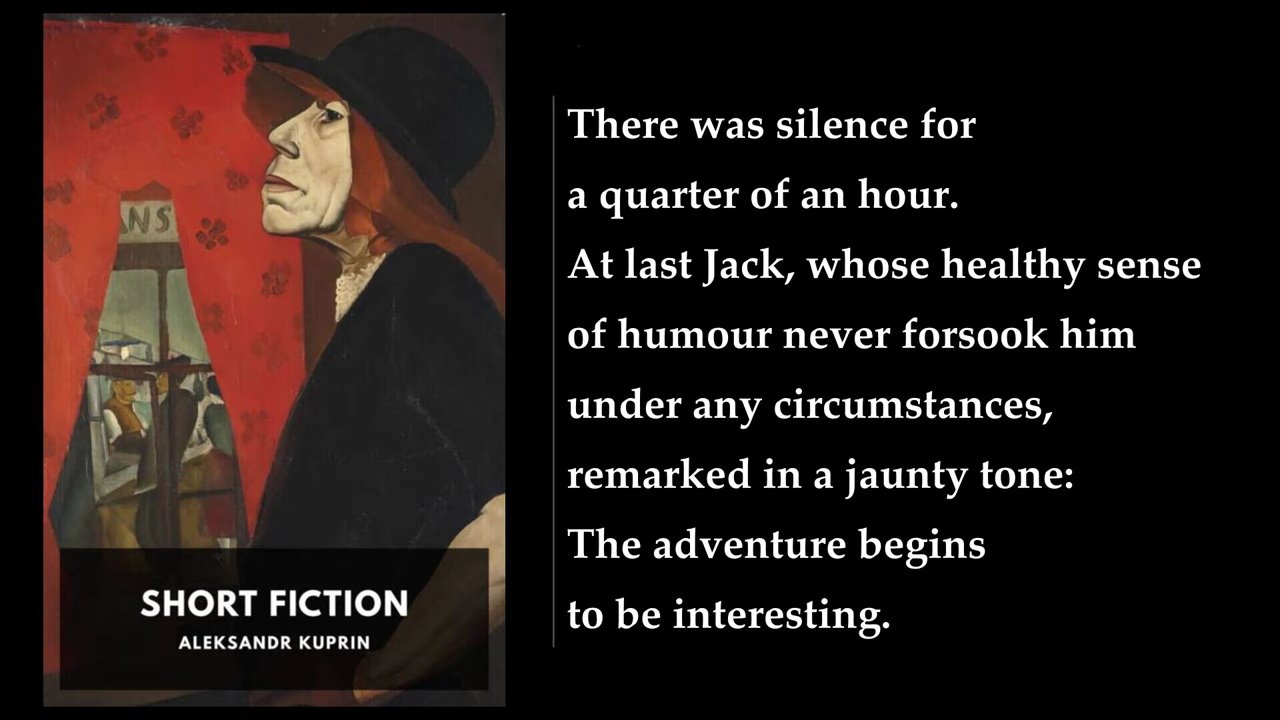 ANS
SHORT FICTION
ALEKSANDR KUPRIN
There was silence for
a quarter of an hour.
At last Jack, whose healthy sense
of humour never forsook him
under any circumstances,
remarked in a jaunty tone:
The adventure begins
to be interesting.